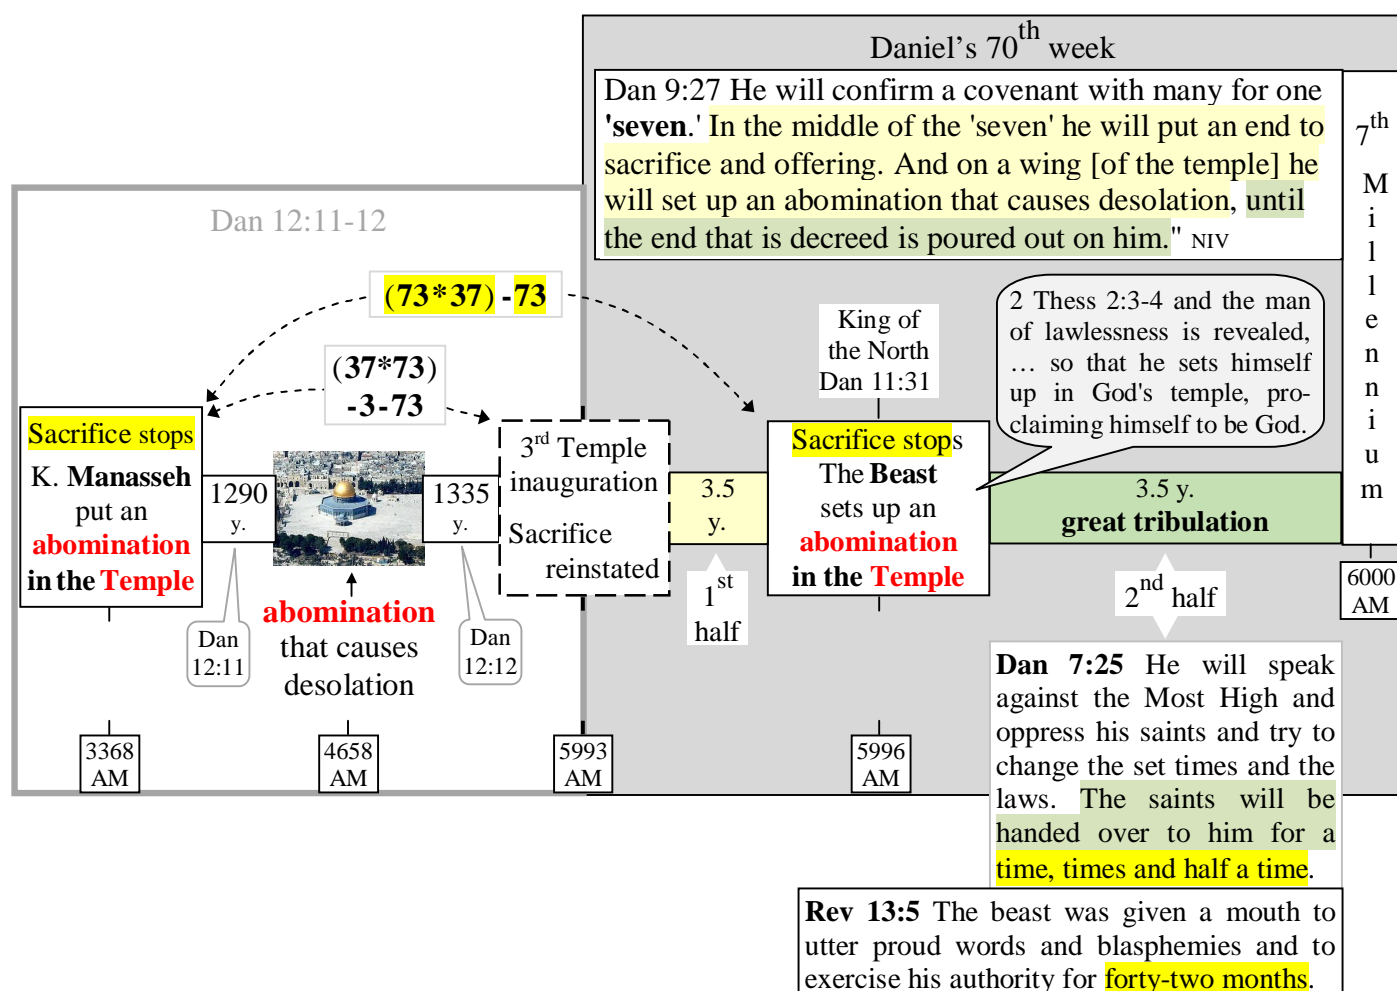 Daniel's 70th week
Dan 9:27 He will confirm a covenant with many for one
'seven.' In the middle of the 'seven' he will put an end to
sacrifice and offering. And on a wing [of the temple] he
will set up an abomination that causes desolation, until
the end that is decreed is poured out on him." NIV
7th
M
i
l
l
e
n
n
i
u
m
Dan 12:11-12
(73*37) -73
(37*73)
-3-73
King of
the North
Dan 11:31
2 Thess 2:3-4 and the man
of lawlessness is revealed,
… so that he sets himself
up in God's temple, pro-
claiming himself to be God.
Sacrifice stops
K. Manasseh
put an
abomination
in the Temple
1290
y.
1335
y.
3rd Temple
inauguration
Sacrifice
reinstated
3.5
y.
Sacrifice stops
The Beast
sets up an
abomination
in the Temple
3.5 y.
great tribulation
6000
AM
Dan
12:11
abomination
that causes
desolation
Dan
12:12
1st
half
2nd half
3368
AM
4658
AM
5993
AM
5996
AM
Dan 7:25 He will speak
against the Most High and
oppress his saints and try to
change the set times and the
laws. The saints will be
handed over to him for a
time, times and half a time.
Rev 13:5 The beast was given a mouth to
utter proud words and blasphemies and to
exercise his authority for forty-two months.